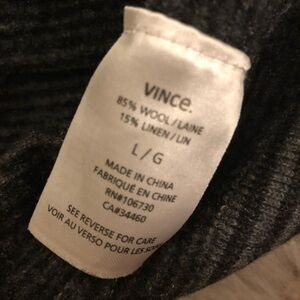 VINCE.
85% WOOL/LAINE
15% LINEN/LIN
L/G
MADE IN CHINA
FABRIQUÉ EN CHINE
RN#106730
CA#34460
SEE REVERSE FOR CARE
VOIR AU VERSO POUR LES